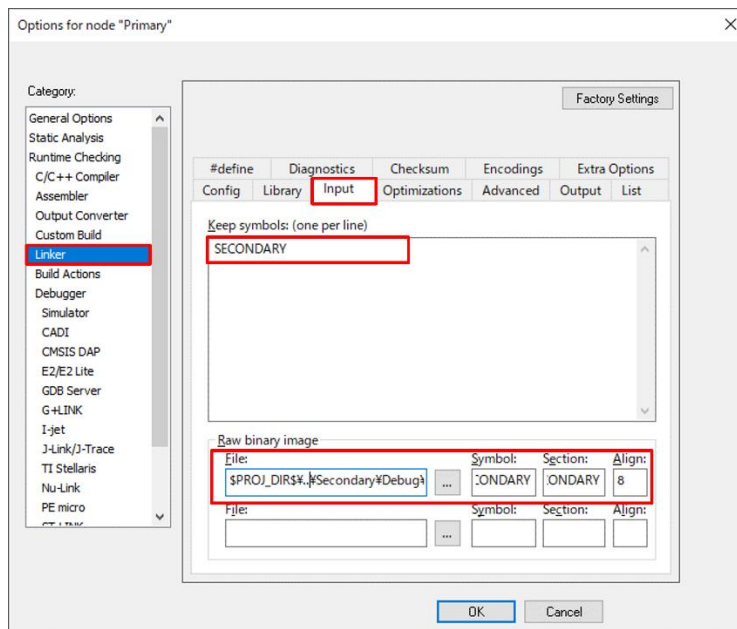 Options for node "Primary"
Category:
General Options
Static Analysis
Runtime Checking
C/C++ Compiler
Assembler
Output Converter
Custom Build
Linker
Build Actions
Debugger
Simulator
CADI
CMSIS DAP
E2/E2 Lite
GDB Server
G+LINK
I-jet
J-Link/J-Trace
TI Stellaris
Nu-Link
PE micro
ST-LINK
Factory Settings
#define Diagnostics Checksum Encodings Extra Options
Config Library Input Optimizations Advanced Output List
Keep symbols: (one per line)
SECONDARY
Raw binary image
File: Symbol: Section: Align:
$PROJ_DIR$¥..¥Secondary¥Debug¥ ... CONDARY CONDARY 8
File: Symbol: Section: Align:
...
OK Cancel